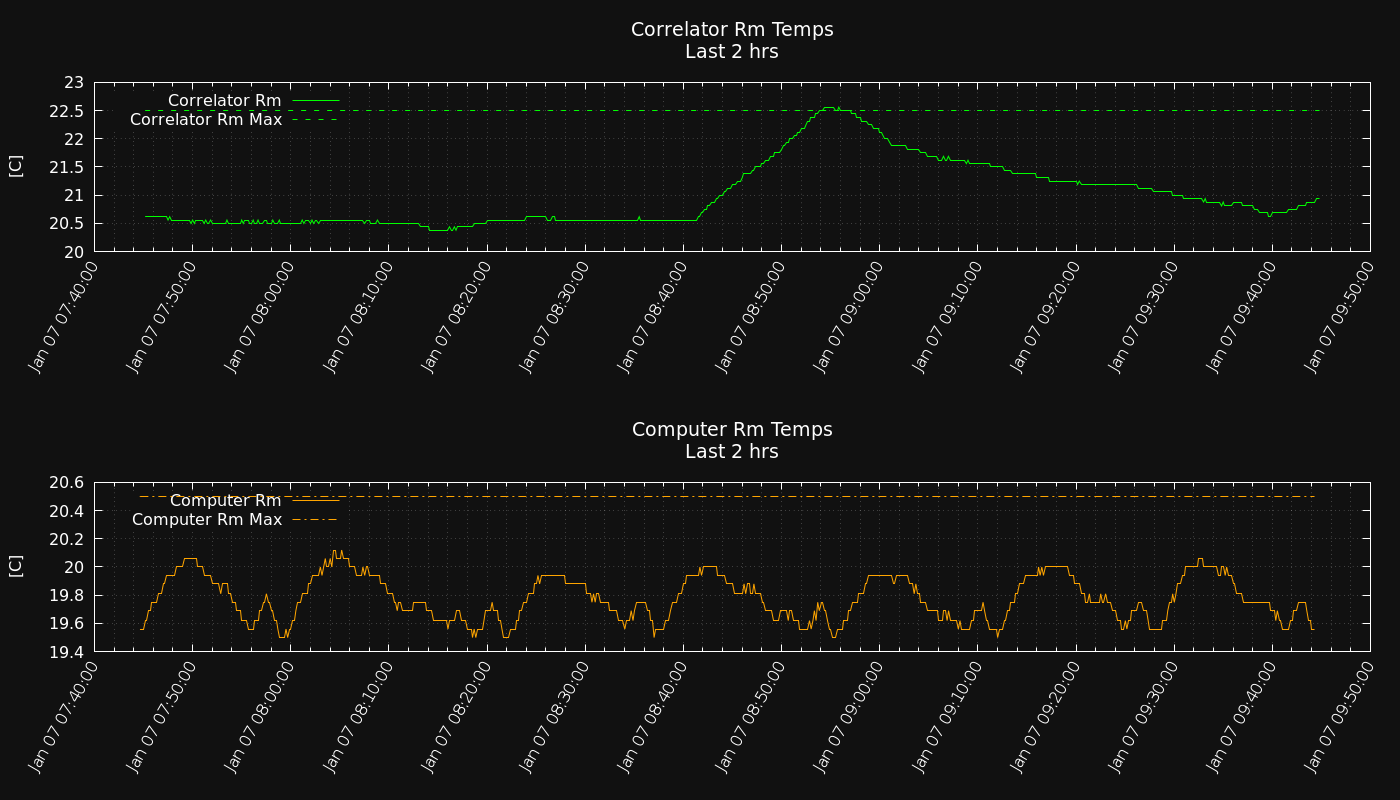 Correlator Rm Temps
Last 2 hrs
23
22.5
22
21.5
21
20.5
20
[C]
Correlator Rm
Correlator Rm Max
Jan 07 07:40:00
Jan 07 07:50:00
Jan 07 08:00:00
Jan 07 08:10:00
Jan 07 08:20:00
Jan 07 08:30:00
Jan 07 08:40:00
Jan 07 08:50:00
Jan 07 09:00:00
Jan 07 09:10:00
Jan 07 09:20:00
Jan 07 09:30:00
Jan 07 09:40:00
Jan 07 09:50:00
Computer Rm Temps
Last 2 hrs
20.6
20.4
20.2
20
19.8
19.6
19.4
[C]
Computer Rm
Computer Rm Max
Jan 07 07:40:00
Jan 07 07:50:00
Jan 07 08:00:00
Jan 07 08:10:00
Jan 07 08:20:00
Jan 07 08:30:00
Jan 07 08:40:00
Jan 07 08:50:00
Jan 07 09:00:00
Jan 07 09:10:00
Jan 07 09:20:00
Jan 07 09:30:00
Jan 07 09:40:00
Jan 07 09:50:00